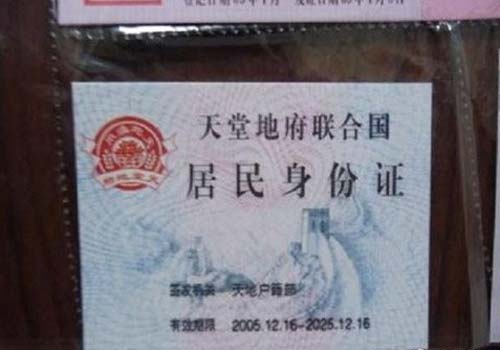 天堂地府联合国
居民身份证
签发机关 天地户籍部
有效期限 2005.12.16-2025.12.16